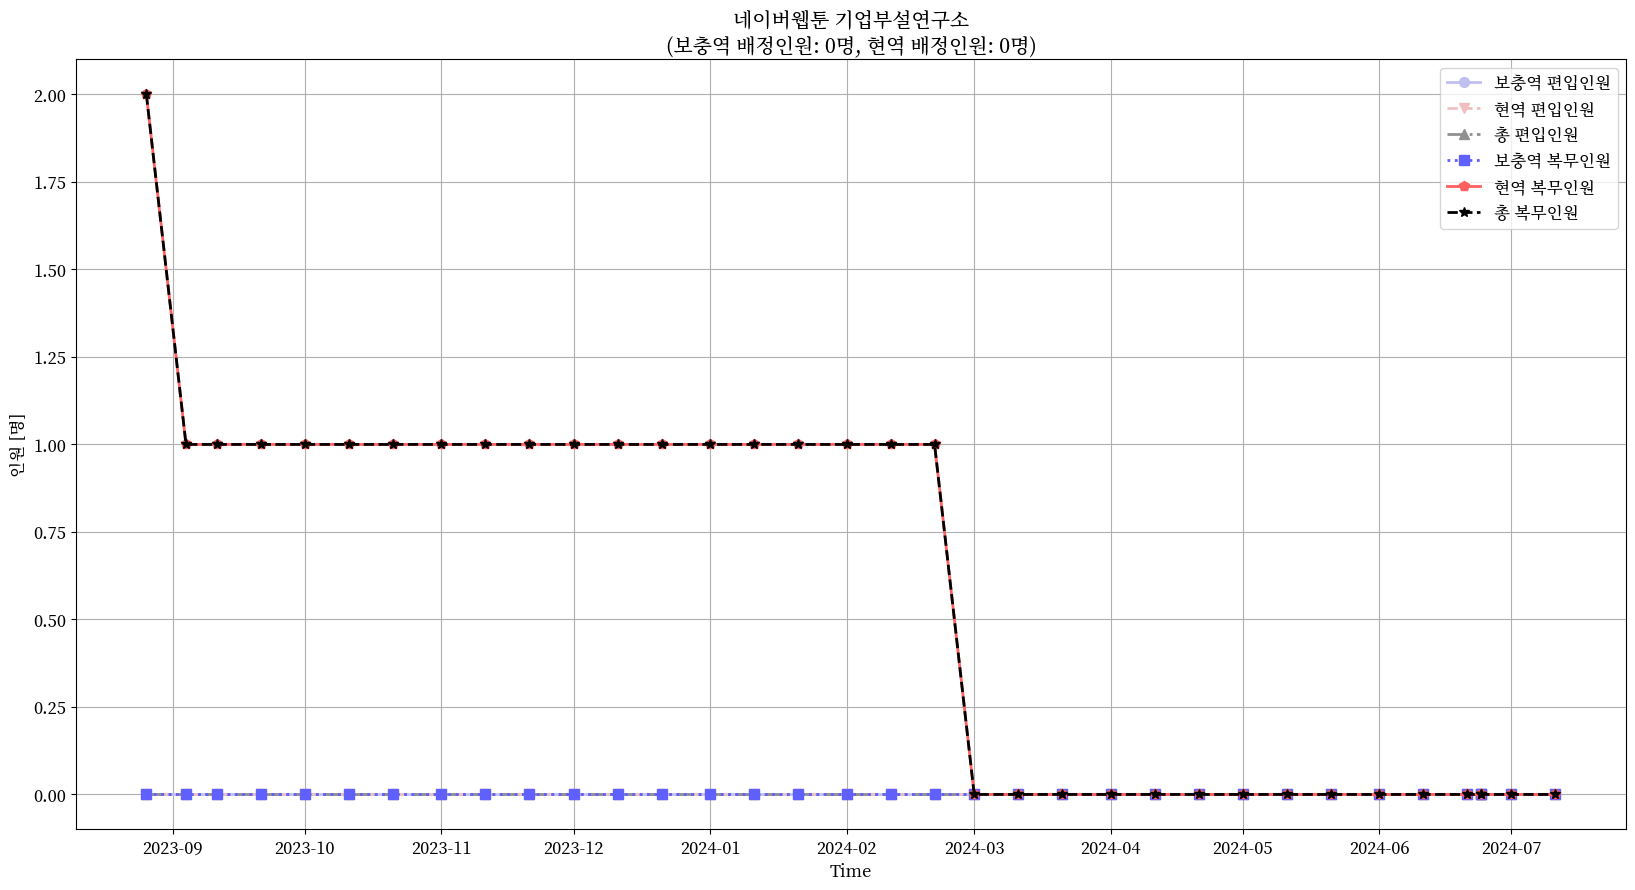 네이버웹툰 기업부설연구소
(보충역 배정인원: 0명, 현역 배정인원: 0명)
보충역 편입인원
현역 편입인원
총 편입인원
보충역 복무인원
현역 복무인원
총 복무인원
인원 [명]
2.00
1.75
1.50
1.25
1.00
0.75
0.50
0.25
0.00
2023-09
2023-10
2023-11
2023-12
2024-01
2024-02
2024-03
2024-04
2024-05
2024-06
2024-07
Time